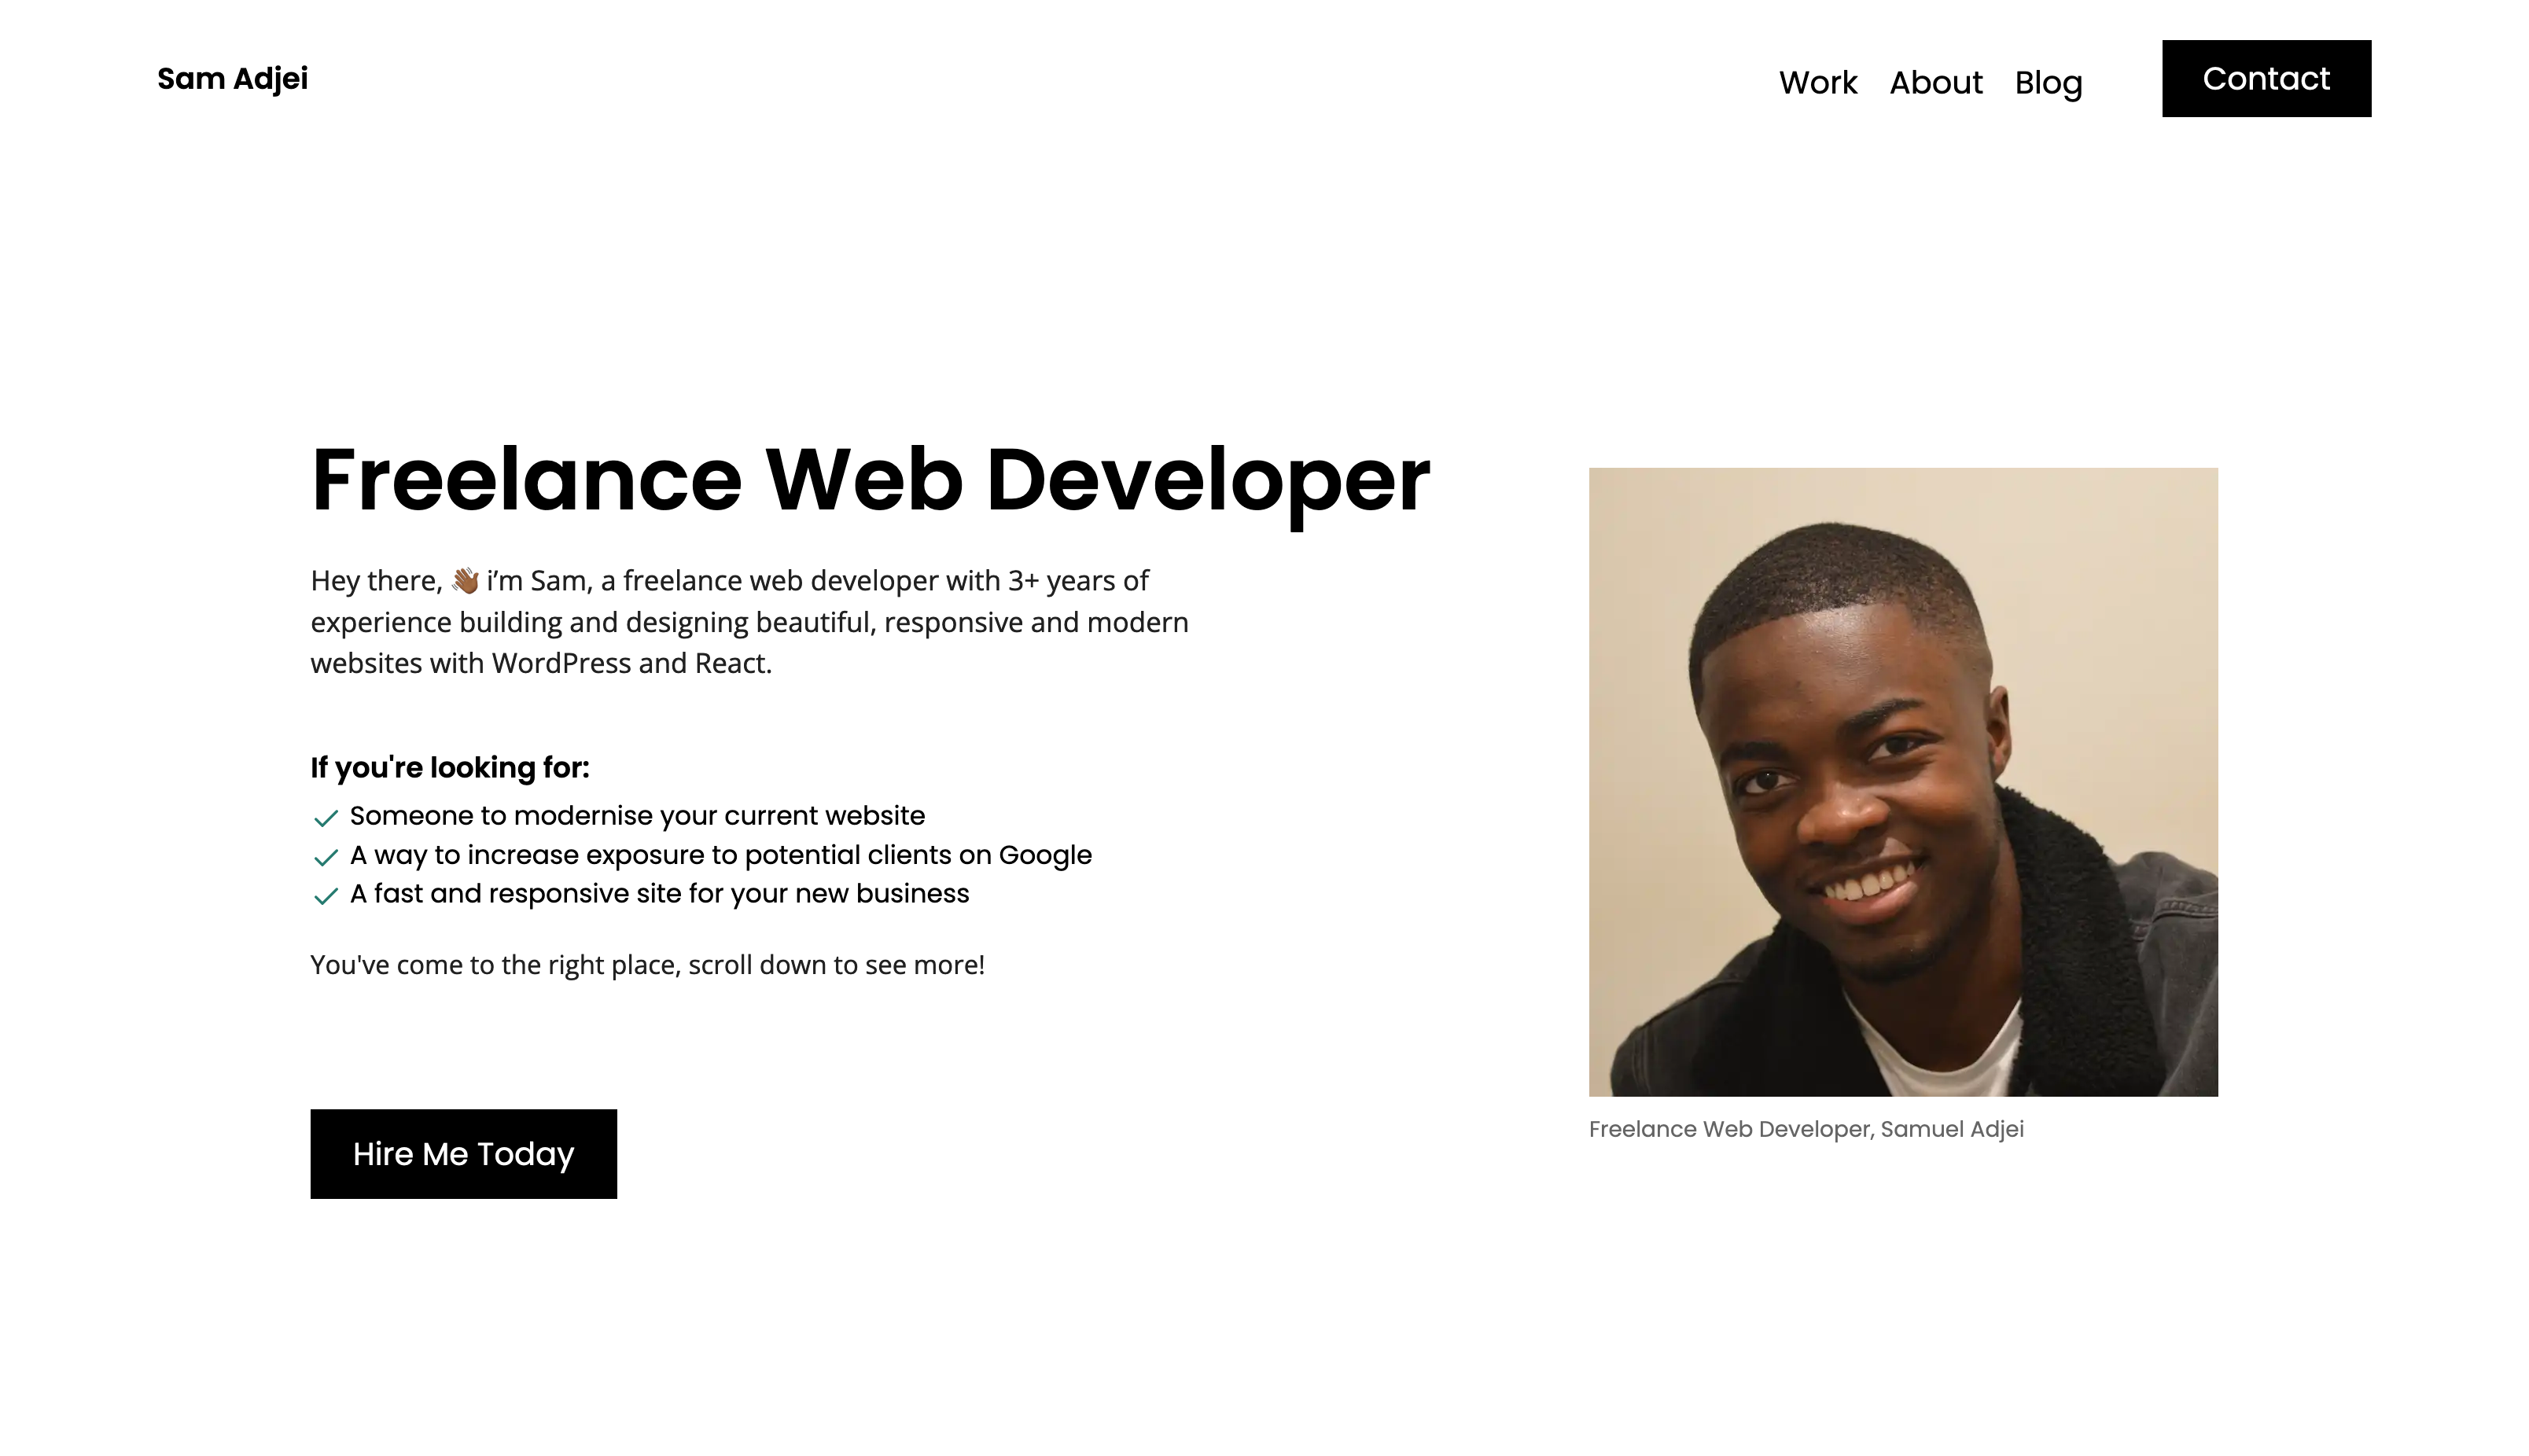 Sam Adjei
Work About Blog Contact
Freelance Web Developer
Hey there, 👋🏾 i’m Sam, a freelance web developer with 3+ years of
experience building and designing beautiful, responsive and modern
websites with WordPress and React.
If you're looking for:
Someone to modernise your current website
A way to increase exposure to potential clients on Google
A fast and responsive site for your new business
You've come to the right place, scroll down to see more!
Hire Me Today
Freelance Web Developer, Samuel Adjei